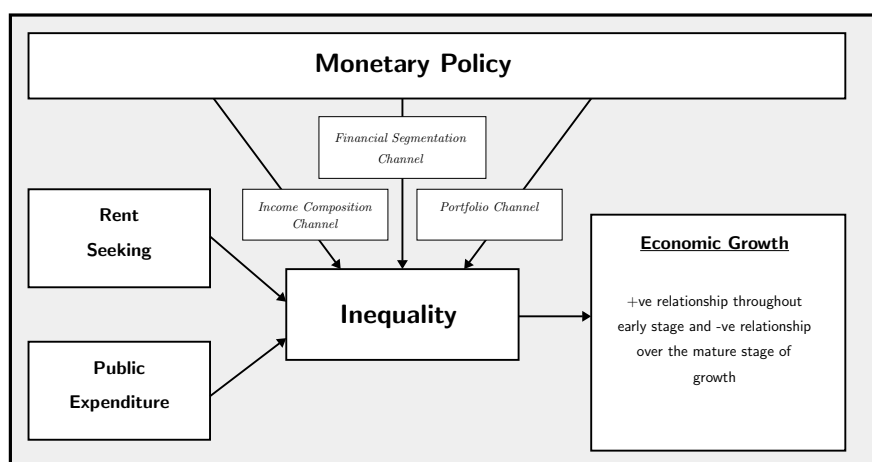 Monetary Policy
Financial Segmentation
Channel
Income Composition
Channel
Portfolio Channel
Rent
Seeking
Economic Growth
+ve relationship throughout
early stage and -ve relationship
over the mature stage of
growth
Inequality
Public
Expenditure